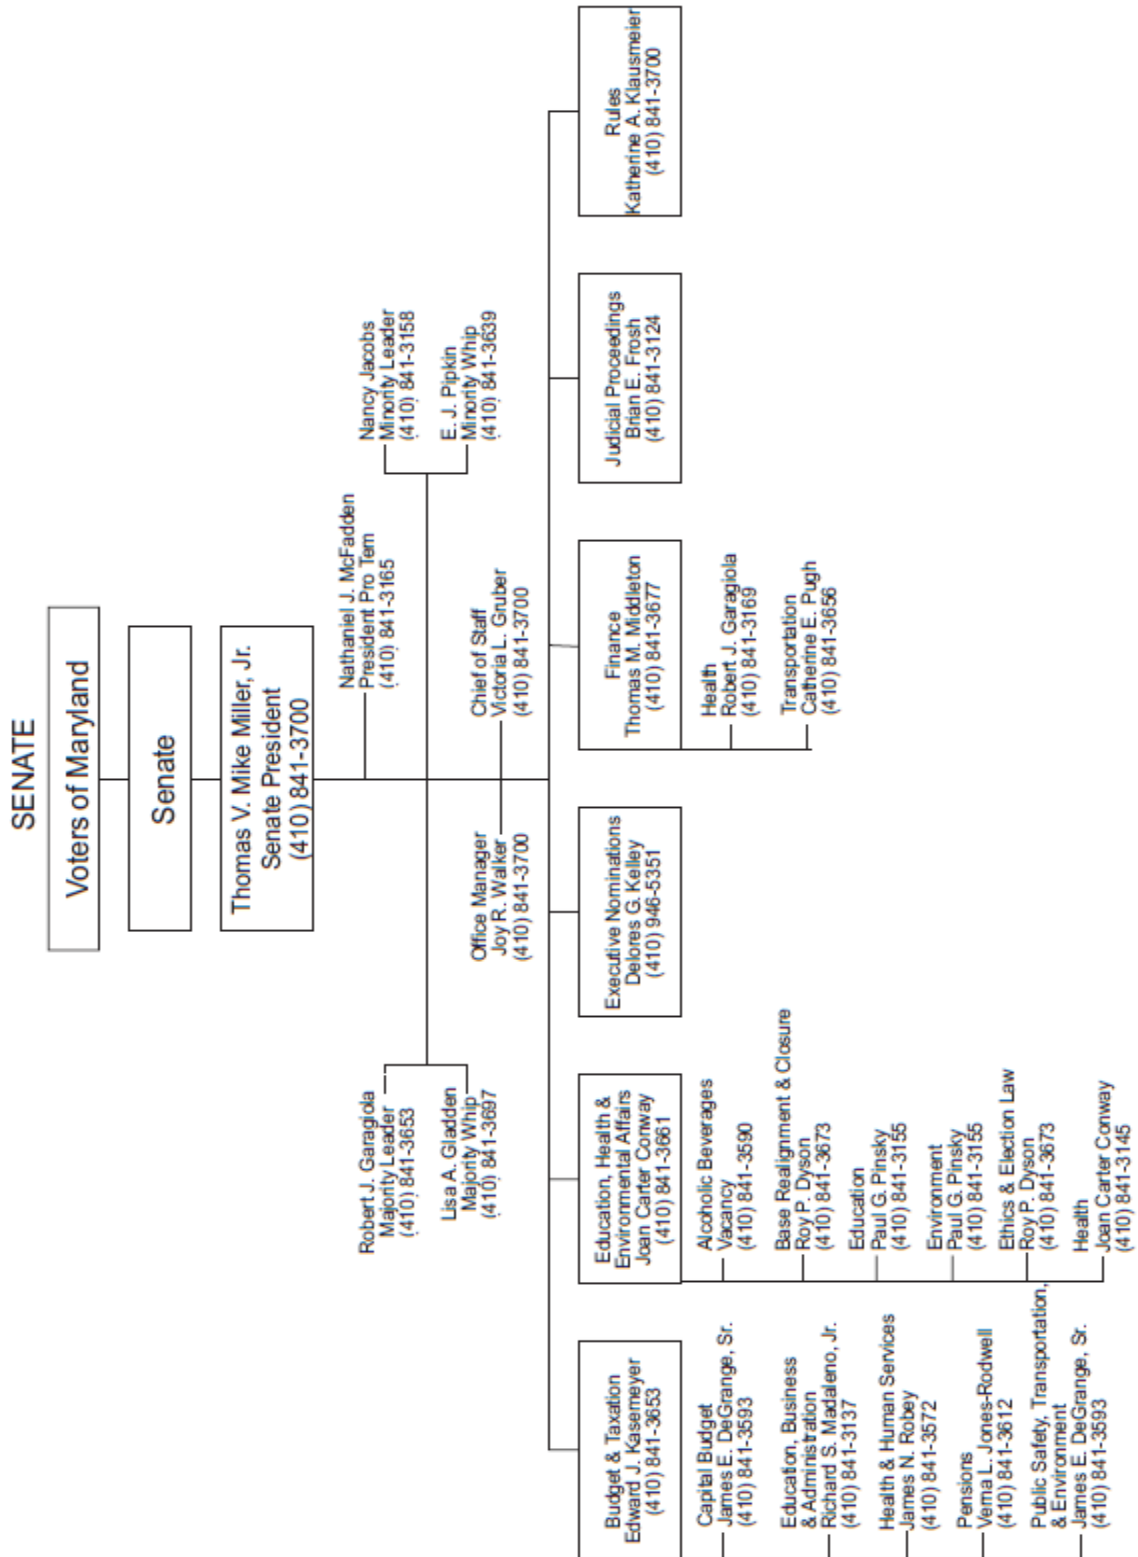 SENATE
Voters of Maryland
Senate
Thomas V. Mike Miller, Jr.
Senate President
(410) 841-3700
Nathaniel J. McFadden
President Pro Tem
(410) 841-3165
Robert J. Garagiola
Majority Leader
(410) 841-3653
Lisa A. Gladden
Majority Whip
(410) 841-3697
Nancy Jacobs
Minority Leader
(410) 841-3158
E. J. Pipkin
Minority Whip
(410) 841-3639
Office Manager
Joy R. Walker
(410) 841-3700
Chief of Staff
Victoria L. Gruber
(410) 841-3700
Budget & Taxation
Edward J. Kasemeyer
(410) 841-3653
Capital Budget
James E. DeGrange, Sr.
(410) 841-3593
Education, Business
& Administration
Richard S. Madaleno, Jr.
(410) 841-3137
Health & Human Services
James N. Robey
(410) 841-3572
Pensions
Verna L. Jones-Rodwell
(410) 841-3612
Public Safety, Transportation,
& Environment
James E. DeGrange, Sr.
(410) 841-3593
Education, Health &
Environmental Affairs
Joan Carter Conway
(410) 841-3661
Alcoholic Beverages
Vacancy
(410) 841-3590
Base Realignment & Closure
Roy P. Dyson
(410) 841-3673
Education
Paul G. Pinsky
(410) 841-3155
Environment
Paul G. Pinsky
(410) 841-3155
Ethics & Election Law
Roy P. Dyson
(410) 841-3673
Health
Joan Carter Conway
(410) 841-3145
Executive Nominations
Delores G. Kelley
(410) 946-5351
Finance
Thomas M. Middleton
(410) 841-3677
Health
Robert J. Garagiola
(410) 841-3169
Transportation
Catherine E. Pugh
(410) 841-3656
Judicial Proceedings
Brian E. Frosh
(410) 841-3124
Rules
Katherine A. Klausmeier
(410) 841-3700